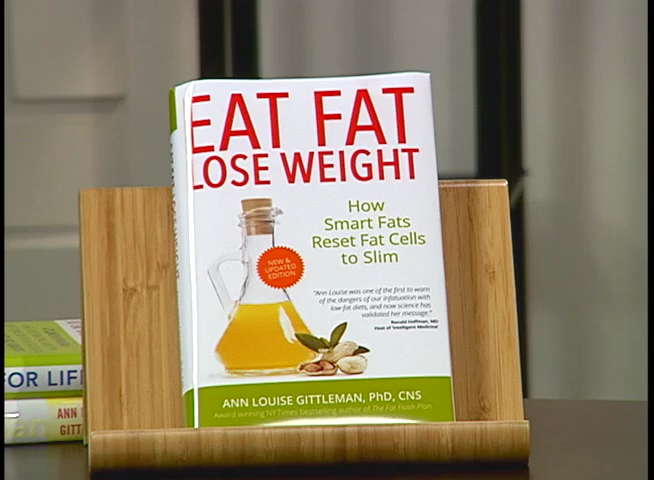 EAT FAT
LOSE WEIGHT
How
Smart Fats
Reset Fat Cells
to Slim
NEW &
UPDATED
EDITION
"Ann Louise was one of the first to warn
of the dangers of our infatuation with
low-fat diets, and now science has
validated her message."
Ronald Hoffman, MD
Host of 'Intelligent Medicine'
ANN LOUISE GITTLEMAN, PhD, CNS
Award winning NY Times bestselling author of The Fat Flush Plan
FOR LIF
ANN
GITT